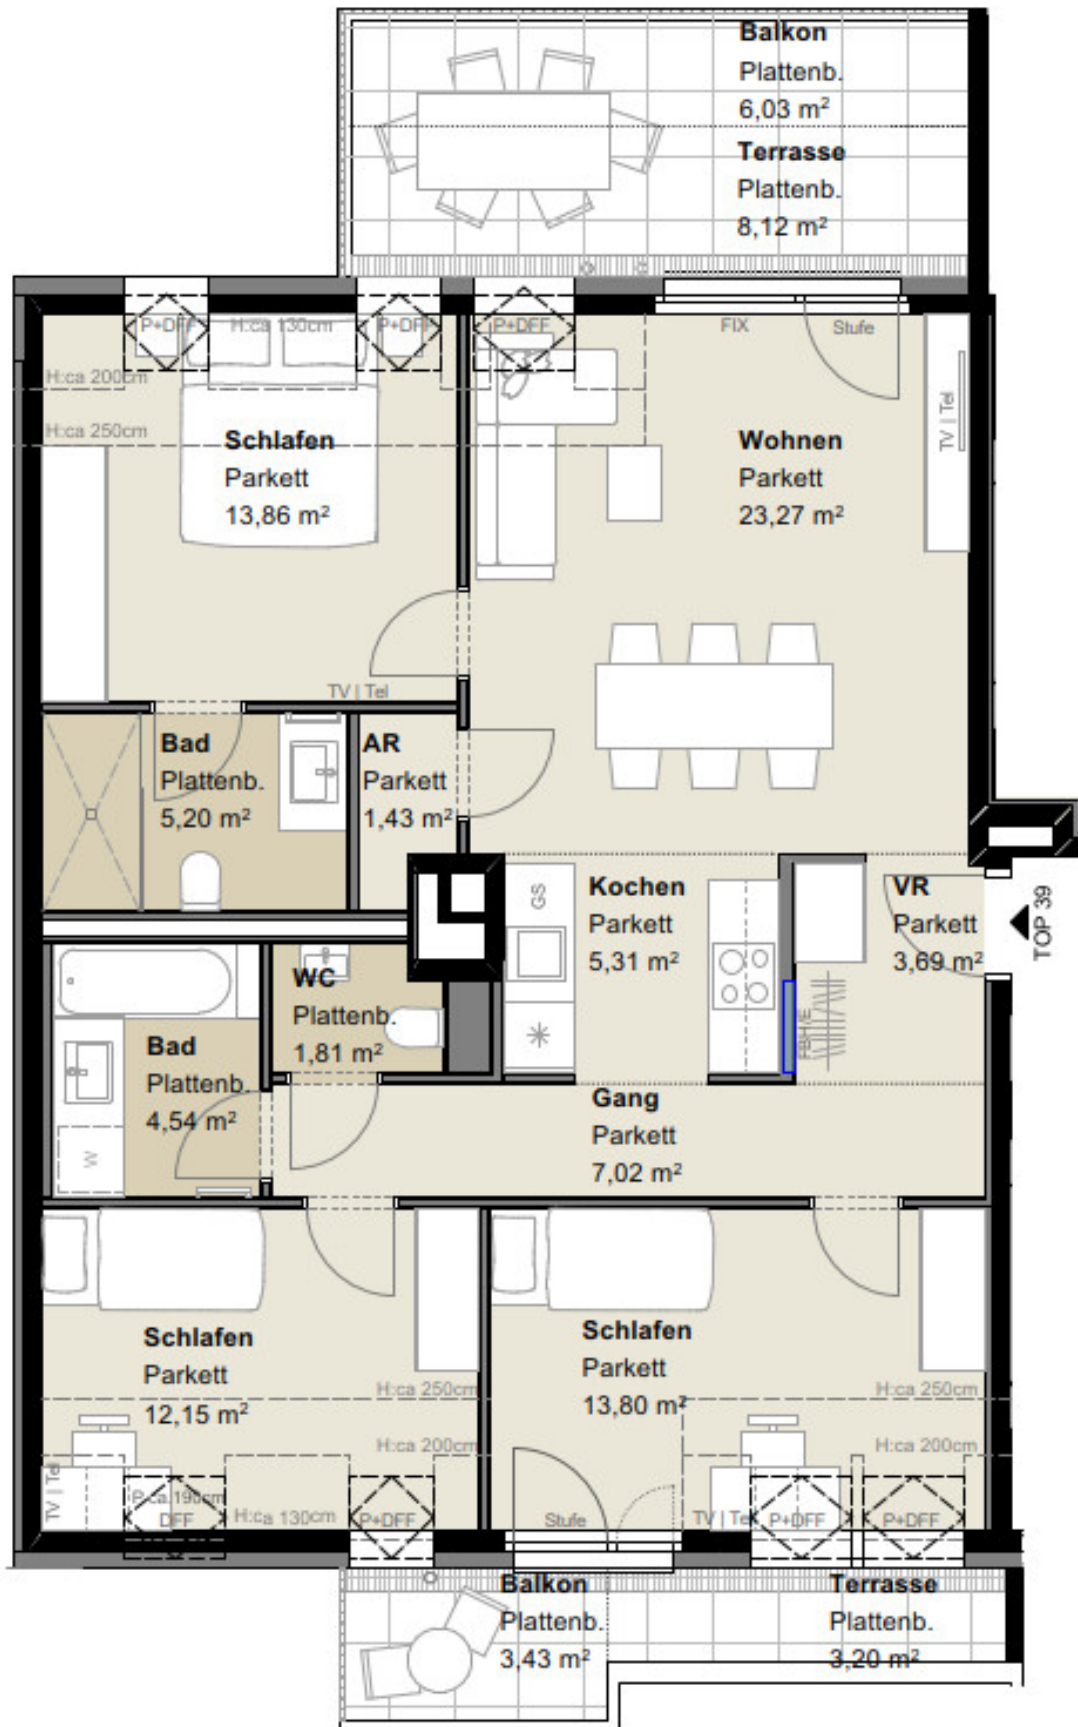 Balkon
Plattenb.
6,03 m²
Terrasse
Plattenb.
8,12 m²
P+DFF
H:ca 130cm
P+DFF
P+DFF
FIX
Stufe
H:ca 200cm
H:ca 250cm
TV | Tel
Schlafen
Parkett
13,86 m²
Wohnen
Parkett
23,27 m²
TV | Tel
Bad
Plattenb.
5,20 m²
AR
Parkett
1,43 m²
GS
Kochen
Parkett
5,31 m²
VR
Parkett
3,69 m²
TOP 39
FBH/E
WC
Plattenb.
1,81 m²
Bad
Plattenb.
4,54 m²
W
Gang
Parkett
7,02 m²
Schlafen
Parkett
12,15 m²
H:ca 250cm
H:ca 200cm
Schlafen
Parkett
13,80 m²
H:ca 250cm
H:ca 200cm
TV | Tel
P-ca.190cm
DFF
H:ca 130cm
P+DFF
Stufe
TV | Tel
P+DFF
P+DFF
Balkon
Plattenb.
3,43 m²
Terrasse
Plattenb.
3,20 m²